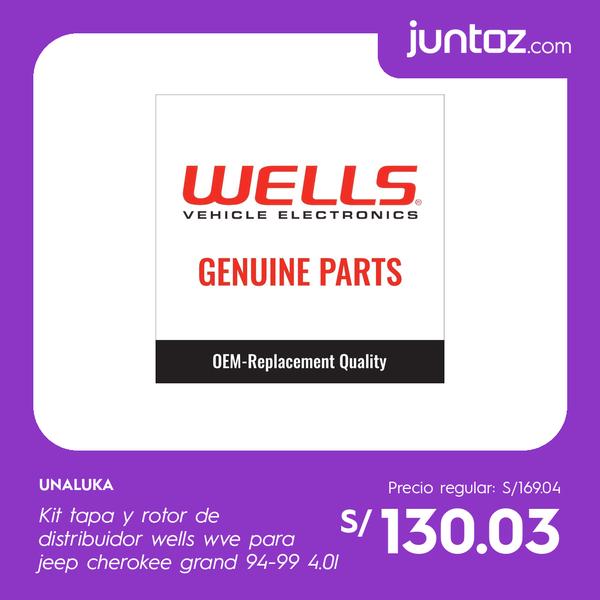 juntoz.com
WELLS®
VEHICLE ELECTRONICS
GENUINE PARTS
OEM-Replacement Quality
UNALUKA
Kit tapa y rotor de
distribuidor wells wve para
jeep cherokee grand 94-99 4.0l
Precio regular: S/169.04
S/130.03